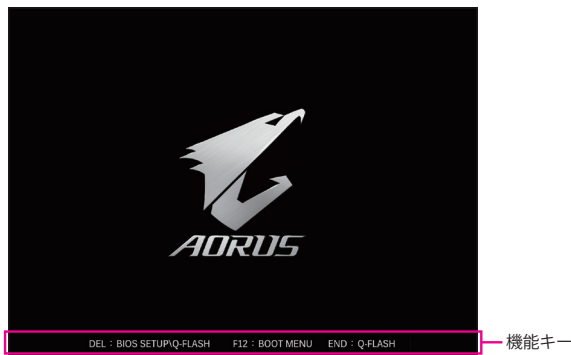 AORUS
DEL : BIOS SETUP\Q-FLASH F12 : BOOT MENU END : Q-FLASH
機能キー